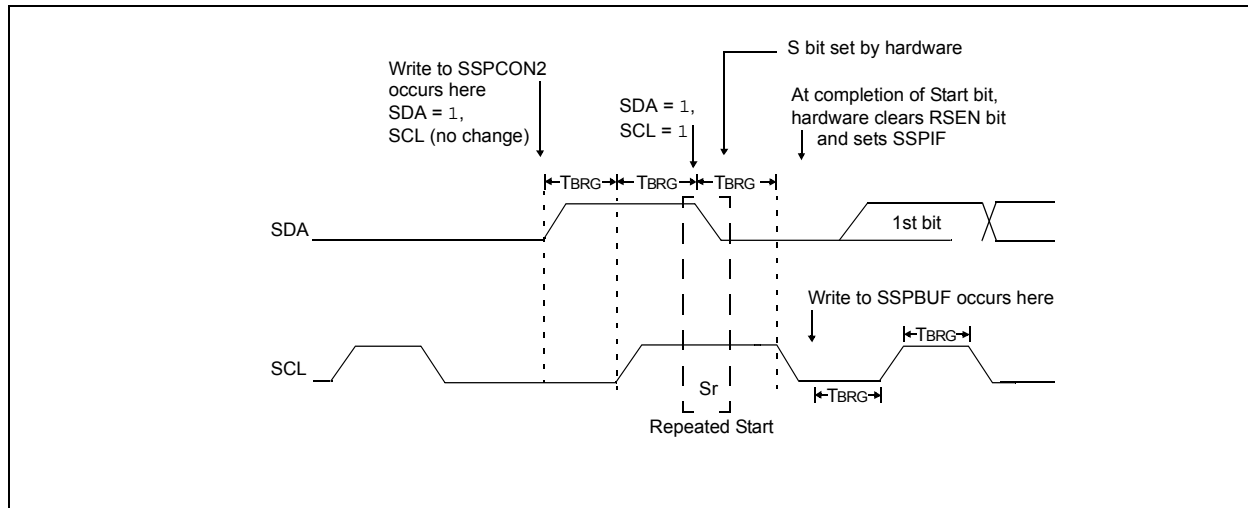 S bit set by hardware
Write to SSPCON2
occurs here
SDA = 1,
SCL (no change)
SDA = 1,
SCL = 1
At completion of Start bit,
hardware clears RSEN bit
and sets SSPIF
TBRG TBRG TBRG
SDA
1st bit
Write to SSPBUF occurs here
TBRG
SCL
Sr
TBRG
Repeated Start